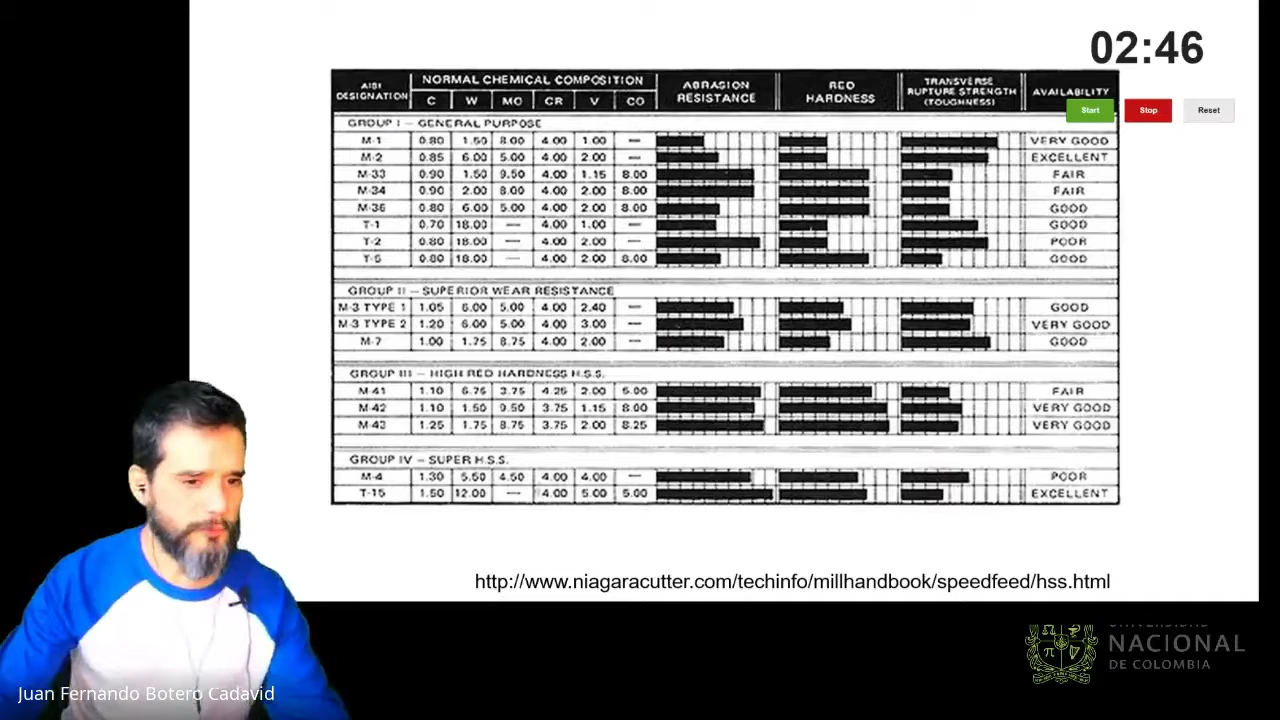 02:46
NORMAL CHEMICAL COMPOSITION
AISI DESIGNATION C W MO CR V CO ABRASION RESISTANCE RED HARDNESS TRANSVERSE RUPTURE STRENGTH (TOUGHNESS) AVAILABILITY
Start Stop Reset
GROUP I – GENERAL PURPOSE
M-1 0.80 1.50 8.00 4.00 1.00 — VERY GOOD
M-2 0.85 6.00 5.00 4.00 2.00 — EXCELLENT
M-33 0.90 1.50 9.50 4.00 1.15 8.00 FAIR
M-34 0.90 2.00 8.00 4.00 2.00 8.00 FAIR
M-36 0.80 6.00 5.00 4.00 2.00 8.00 GOOD
T-1 0.70 18.00 — 4.00 1.00 — GOOD
T-2 0.80 18.00 — 4.00 2.00 — POOR
T-5 0.80 18.00 — 4.00 2.00 8.00 GOOD
GROUP II – SUPERIOR WEAR RESISTANCE
M-3 TYPE 1 1.05 6.00 5.00 4.00 2.40 — GOOD
M-3 TYPE 2 1.20 6.00 5.00 4.00 3.00 — VERY GOOD
M-7 1.00 1.75 8.75 4.00 2.00 — GOOD
GROUP III – HIGH RED HARDNESS H.S.S.
M-41 1.10 6.75 3.75 4.25 2.00 5.00 FAIR
M-42 1.10 1.50 9.50 3.75 1.15 8.00 VERY GOOD
M-43 1.25 1.75 8.75 3.75 2.00 8.25 VERY GOOD
GROUP IV – SUPER H.S.S.
M-4 1.30 5.50 4.50 4.00 4.00 — POOR
T-15 1.50 12.00 — 4.00 5.00 5.00 EXCELLENT
http://www.niagaracutter.com/techinfo/millhandbook/speedfeed/hss.html
UNIVERSIDAD
NACIONAL
DE COLOMBIA
Juan Fernando Botero Cadavid